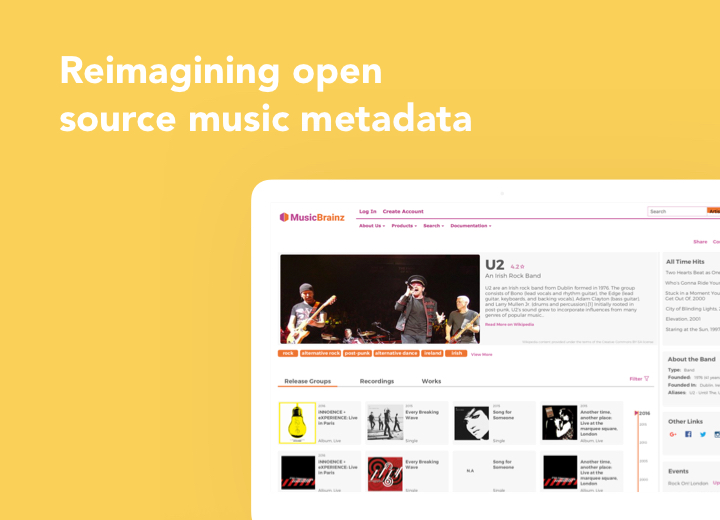 Reimagining open
source music metadata
MusicBrainz
Log In Create Account
Search
About Us Products Search Documentation
Share
U2 4.2
An Irish Rock Band
U2 are an Irish rock band from Dublin formed in 1976. The group
consists of Bono (lead vocals and rhythm guitar), the Edge (lead
guitar, keyboards, and backing vocals), Adam Clayton (bass guitar),
and Larry Mullen Jr. (drums and percussion).[1] Initially rooted in
post punk, U2's sound grew to incorporate influences from many
genres of popular music..
Read More on Wikipedia
rock alternative rock post-punk alternative dance ireland irish View More
Release Groups Recordings Works
Filter
INNOENCE +
eXPERIENCE: Live
in Paris
Album: Live
Every Breaking
Wave
Single
Song for
Someone
Single
Another time,
another place:
Live at the
marquee square,
London
Album: Live
2016
INNOENCE +
eXPERIENCE: Live
in Paris
Album: Live
Every Breaking
Wave
Single
N.A
Song for
Someone
Single
Another time,
another place:
Live at the
marquee square,
London
Album: Live
All Time Hits
Two Hearts Beat as One
Who's Gonna Ride You
Stuck in a Moment You
Get Out Of, 2000
City of Blinding Lights,
Elevation, 2001
Staring at the Sun, 1997
About the Band
Type: Band
Founded: 1976
Founded In: Dublin,
Aliases: U2 - Until The
Other Links
Events
Rock On! London.